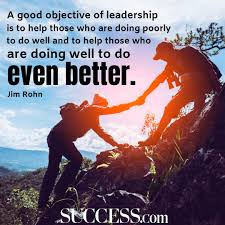 A good objective of leadership
is to help those who are doing poorly
to do well and to help those who
are doing well to do
even better.
Jim Rohn
SUCCESS.com